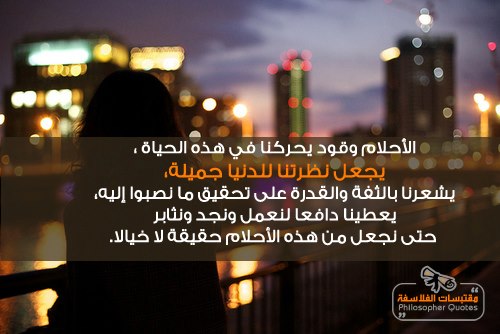 الأحلام وقود يحركنا في هذه الحياة ،
يجعل نظرتنا للدنيا جميلة،
يشعرنا بالثقة والقدرة على تحقيق ما نصبوا إليه،
يعطينا دافعا لنعمل ونجد ونثابر
حتى نجعل من هذه الأحلام حقيقة لا خيالا.
مقتبسات الفلاسفة
Philosopher Quotes